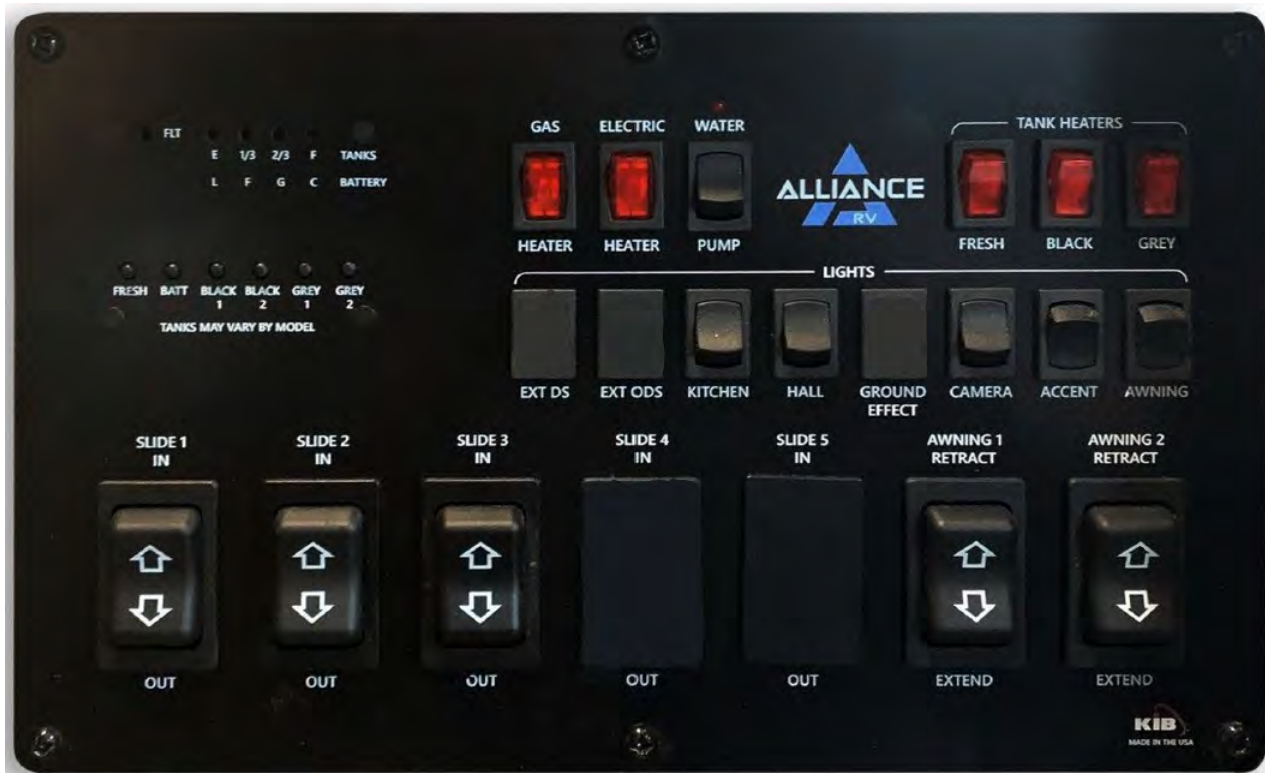 FLT
E 1/3 2/3 F TANKS
L F G C BATTERY
FRESH BATT BLACK 1 BLACK 2 GREY 1 GREY 2
TANKS MAY VARY BY MODEL
GAS ELECTRIC WATER
HEATER HEATER PUMP
ALLIANCE
RV
TANK HEATERS
FRESH BLACK GREY
LIGHTS
EXT DS EXT ODS KITCHEN HALL GROUND EFFECT CAMERA ACCENT AWNING
SLIDE 1 SLIDE 2 SLIDE 3 SLIDE 4 SLIDE 5 AWNING 1 AWNING 2
IN IN IN IN IN RETRACT RETRACT
OUT OUT OUT OUT OUT EXTEND EXTEND
KIB
MADE IN THE USA